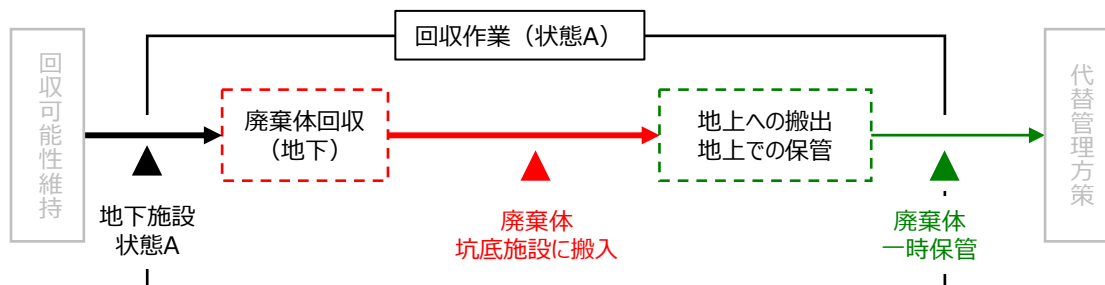 回収作業（状態A）
回収可能性維持
廃棄体回収
（地下）
地上への搬出
地上での保管
代替管理方策
地下施設
状態A
廃棄体
坑底施設に搬入
廃棄体
一時保管